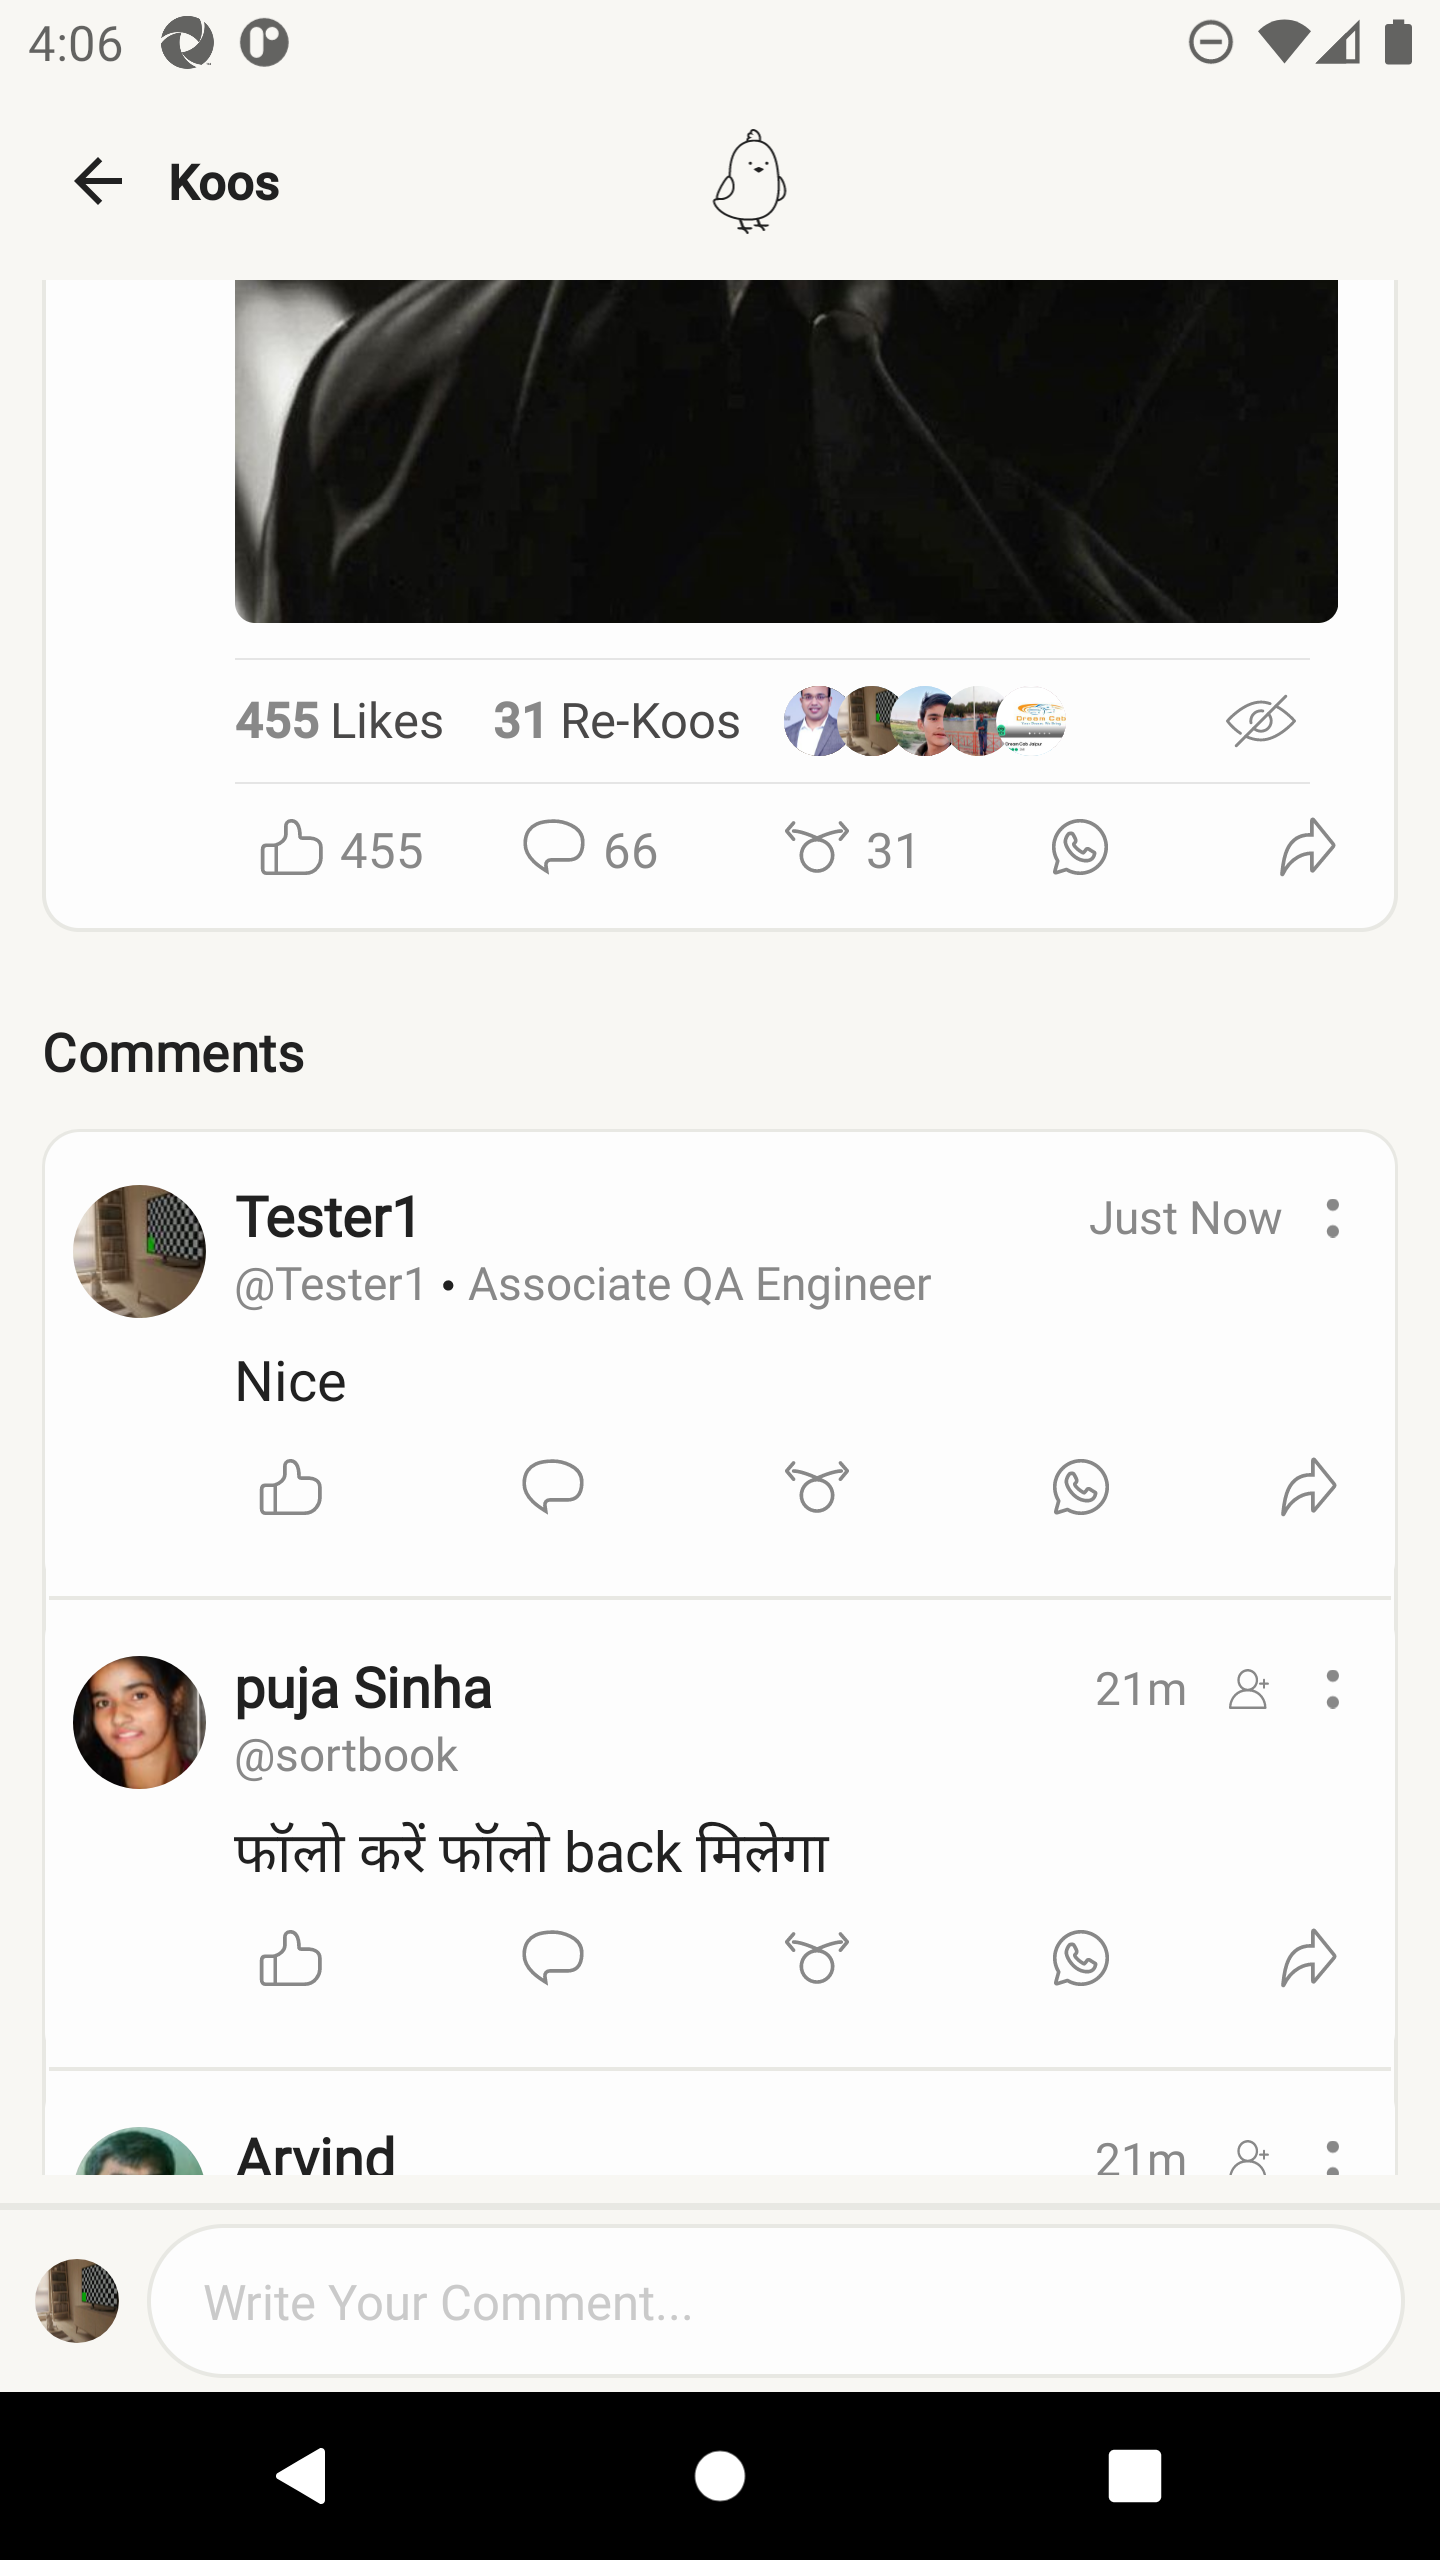 4:06
Koos
455 Likes 31 Re-Koos
455 66 31
Comments
Tester1 Just Now
@Tester1 • Associate QA Engineer
Nice
puja Sinha 21m
@sortbook
फॉलो करें फॉलो back मिलेगा
Arvind 21m
Write Your Comment...